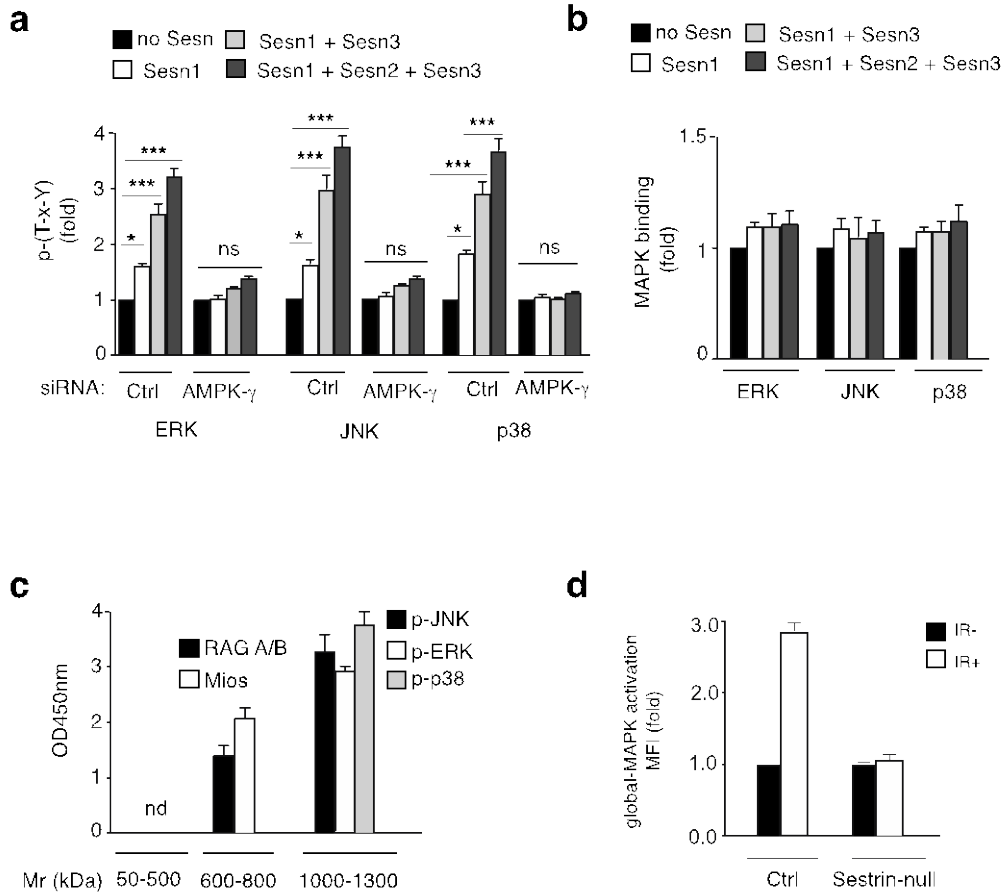 a
no Sesn
Sesn1 + Sesn3
Sesn1
Sesn1 + Sesn2 + Sesn3
p-(T-x-Y)
(fold)
4
3
2
1
0
***
***
*
ns
***
***
*
ns
***
***
*
ns
siRNA:
Ctrl
AMPK-γ
Ctrl
AMPK-γ
Ctrl
AMPK-γ
ERK
JNK
p38
b
no Sesn
Sesn1 + Sesn3
Sesn1
Sesn1 + Sesn2 + Sesn3
MAPK binding
(fold)
1.5
1
0
ERK
JNK
p38
c
OD450nm
4
3
2
1
0
RAG A/B
Mios
p-JNK
p-ERK
p-p38
nd
Mr (kDa)
50-500
600-800
1000-1300
d
global-MAPK activation
MFI (fold)
3.0
2.0
1.0
0.0
IR-
IR+
Ctrl
Sestrin-null